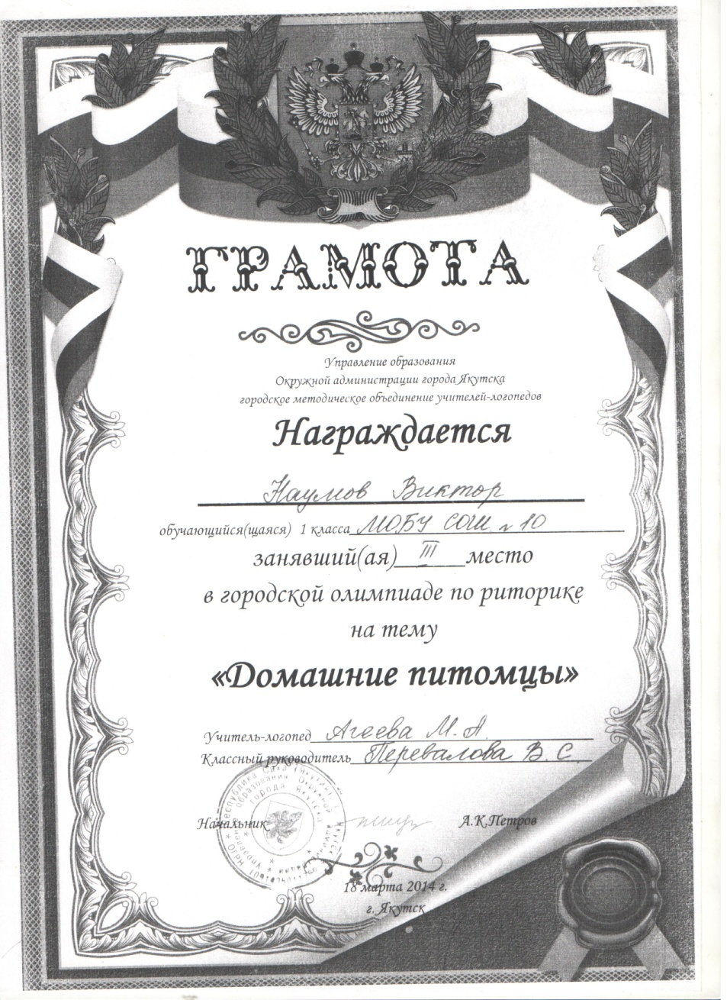 ГРАМОТА
Управление образования
Окружной администрации города Якутска
городское методическое объединение учителей-логопедов
Награждается
Наумов Виктор
обучающийся(щаяся) 1 класса МОБУ СОШ № 10
занявший(ая) III место
в городской олимпиаде по риторике
на тему
«Домашние питомцы»
Учитель-логопед Агеева М.А.
Классный руководитель Перевалова В. С.
Начальник А.К.Петров
18 марта 2014 г.
г. Якутск